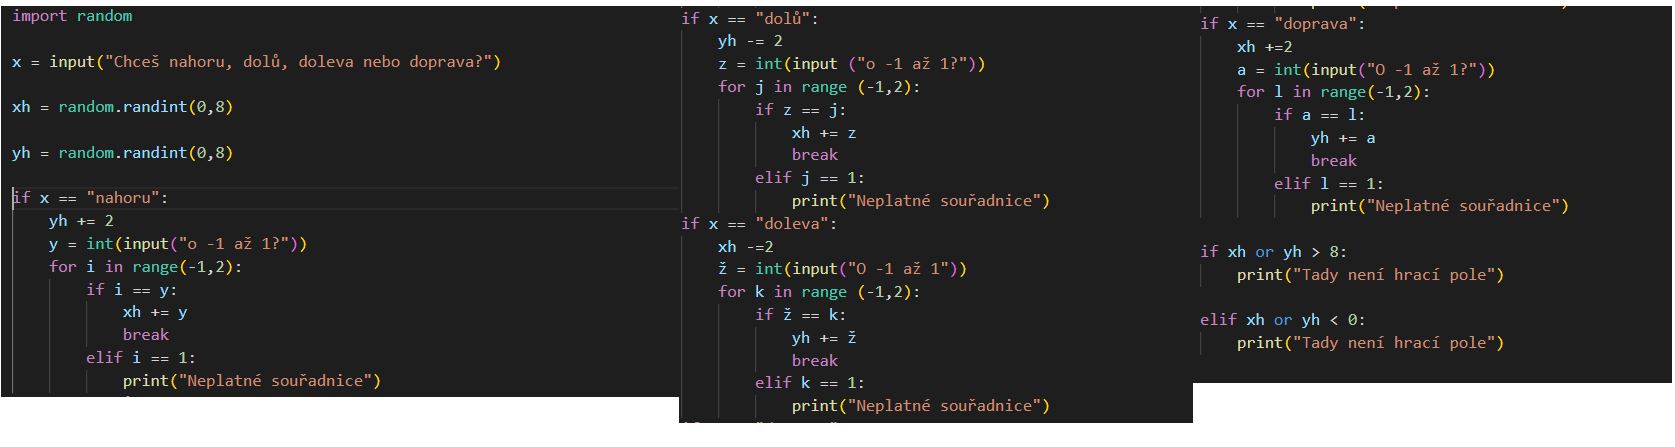 import random
x = input("Chceš nahoru, dolů, doleva nebo doprava?")
xh = random.randint(0,8)
yh = random.randint(0,8)
if x == "nahoru":
    yh += 2
    y = int(input("o -1 až 1?"))
    for i in range(-1,2):
        if i == y:
            xh += y
            break
        elif i == 1:
            print("Neplatné souřadnice")
if x == "dolů":
    yh -= 2
    z = int(input ("o -1 až 1?"))
    for j in range (-1,2):
        if z == j:
            xh += z
            break
        elif j == 1:
            print("Neplatné souřadnice")
if x == "doleva":
    xh -=2
    ž = int(input("O -1 až 1"))
    for k in range (-1,2):
        if ž == k:
            yh += ž
            break
        elif k == 1:
            print("Neplatné souřadnice")
if x == "doprava":
    xh +=2
    a = int(input("O -1 až 1?"))
    for l in range(-1,2):
        if a == l:
            yh += a
            break
        elif l == 1:
            print("Neplatné souřadnice")
if xh or yh > 8:
    print("Tady není hrací pole")
elif xh or yh < 0:
    print("Tady není hrací pole")